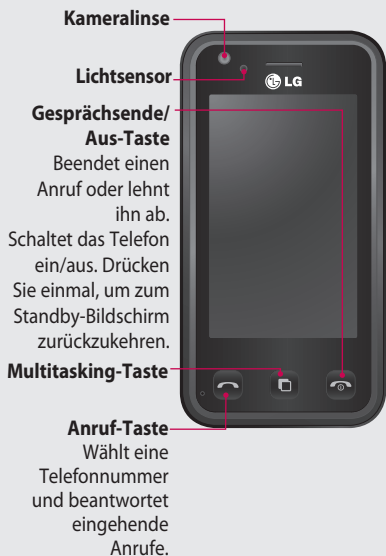 Kameralinse
Lichtsensor
LG
Gesprächsende/
Aus-Taste
Beendet einen
Anruf oder lehnt
ihn ab.
Schaltet das Telefon
ein/aus. Drücken
Sie einmal, um zum
Standby-Bildschirm
zurückzukehren.
Multitasking-Taste
Anruf-Taste
Wählt eine
Telefonnummer
und beantwortet
eingehende
Anrufe.